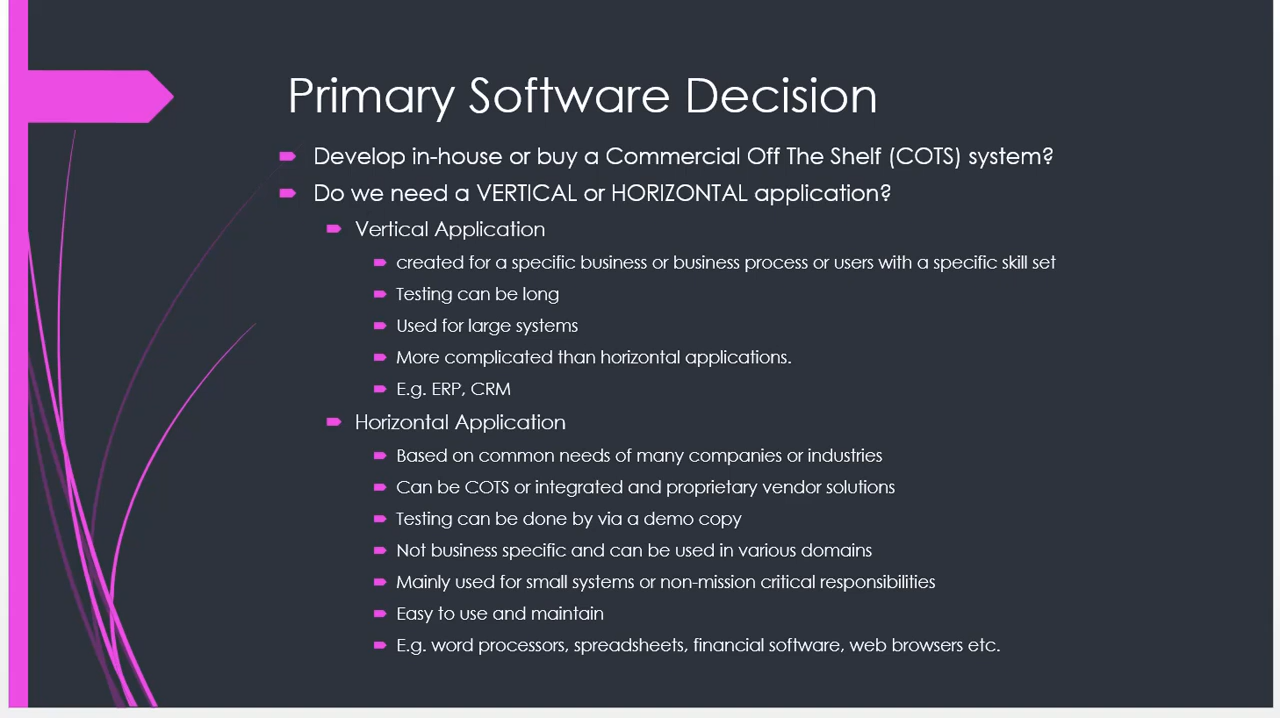 Primary Software Decision
Develop in-house or buy a Commercial Off The Shelf (COTS) system?
Do we need a VERTICAL or HORIZONTAL application?
Vertical Application
created for a specific business or business process or users with a specific skill set
Testing can be long
Used for large systems
More complicated than horizontal applications.
E.g. ERP, CRM
Horizontal Application
Based on common needs of many companies or industries
Can be COTS or integrated and proprietary vendor solutions
Testing can be done by via a demo copy
Not business specific and can be used in various domains
Mainly used for small systems or non-mission critical responsibilities
Easy to use and maintain
E.g. word processors, spreadsheets, financial software, web browsers etc.